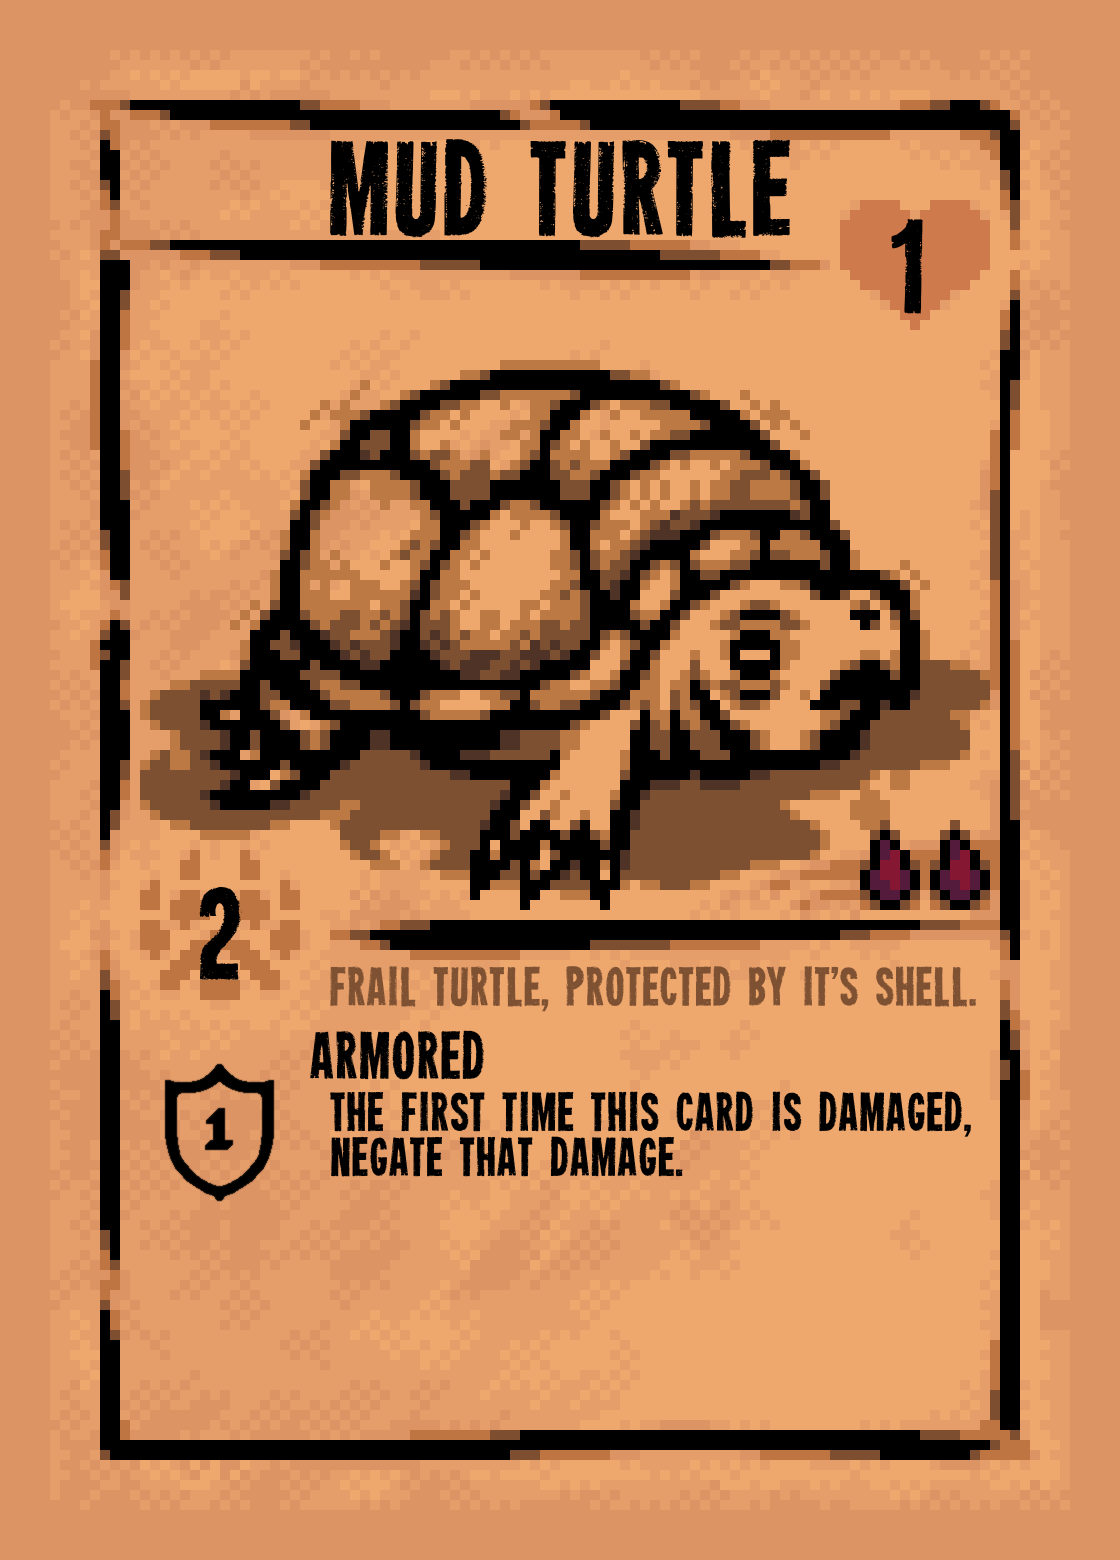 MUD TURTLE
1
2
FRAIL TURTLE, PROTECTED BY IT'S SHELL.
ARMORED
1
THE FIRST TIME THIS CARD IS DAMAGED,
NEGATE THAT DAMAGE.